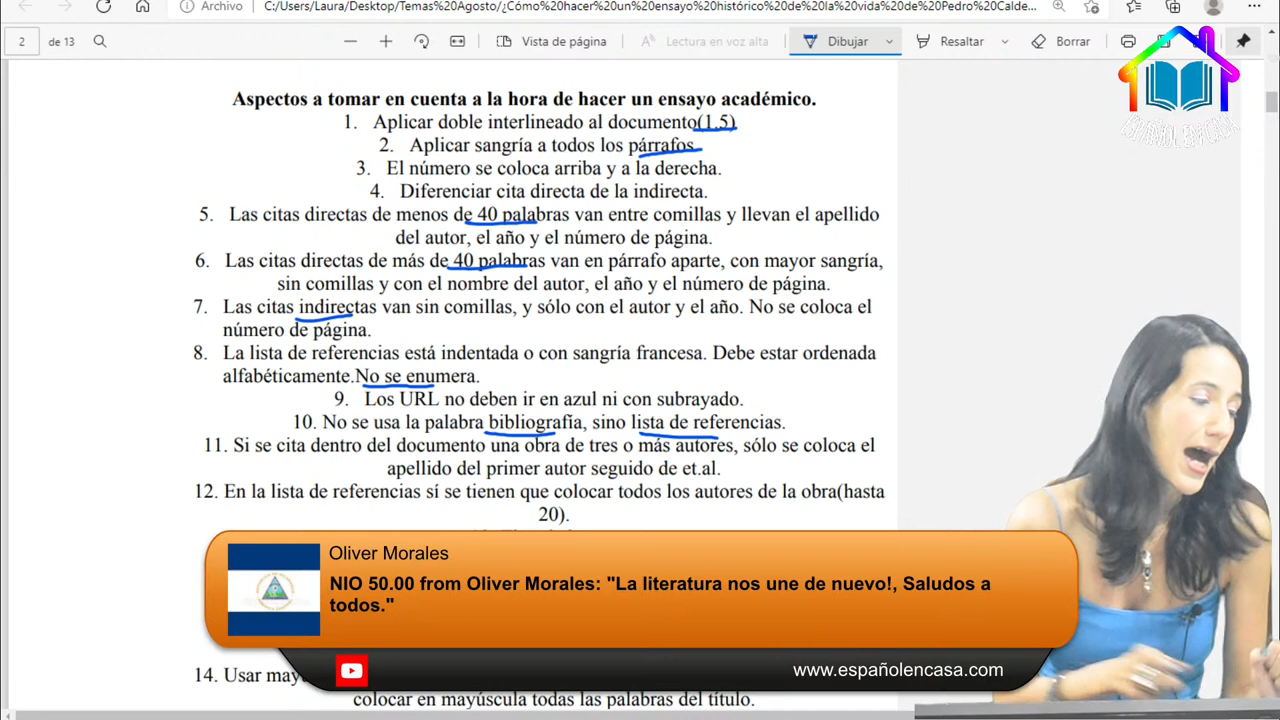 Archivo
C:/Users/Laura/Desktop/Temas%20Agosto/¿Cómo%20hacer%20un%20ensayo%20histórico%20de%20la%20vida%20de%20Pedro%20Calde...
2 de 13
Vista de página
Lectura en voz alta
Dibujar
Resaltar
Borrar
ESPAÑOL EN CASA
Aspectos a tomar en cuenta a la hora de hacer un ensayo académico.
1. Aplicar doble interlineado al documento(1.5)
2. Aplicar sangría a todos los párrafos.
3. El número se coloca arriba y a la derecha.
4. Diferenciar cita directa de la indirecta.
5. Las citas directas de menos de 40 palabras van entre comillas y llevan el apellido
del autor, el año y el número de página.
6. Las citas directas de más de 40 palabras van en párrafo aparte, con mayor sangría,
sin comillas y con el nombre del autor, el año y el número de página.
7. Las citas indirectas van sin comillas, y sólo con el autor y el año. No se coloca el
número de página.
8. La lista de referencias está indentada o con sangría francesa. Debe estar ordenada
alfabéticamente.No se enumera.
9. Los URL no deben ir en azul ni con subrayado.
10. No se usa la palabra bibliografía, sino lista de referencias.
11. Si se cita dentro del documento una obra de tres o más autores, sólo se coloca el
apellido del primer autor seguido de et.al.
12. En la lista de referencias sí se tienen que colocar todos los autores de la obra(hasta
20).
Oliver Morales
NIO 50.00 from Oliver Morales: "La literatura nos une de nuevo!, Saludos a
todos."
www.españolencasa.com
14. Usar
colocar en mayúscula todas las palabras del título.